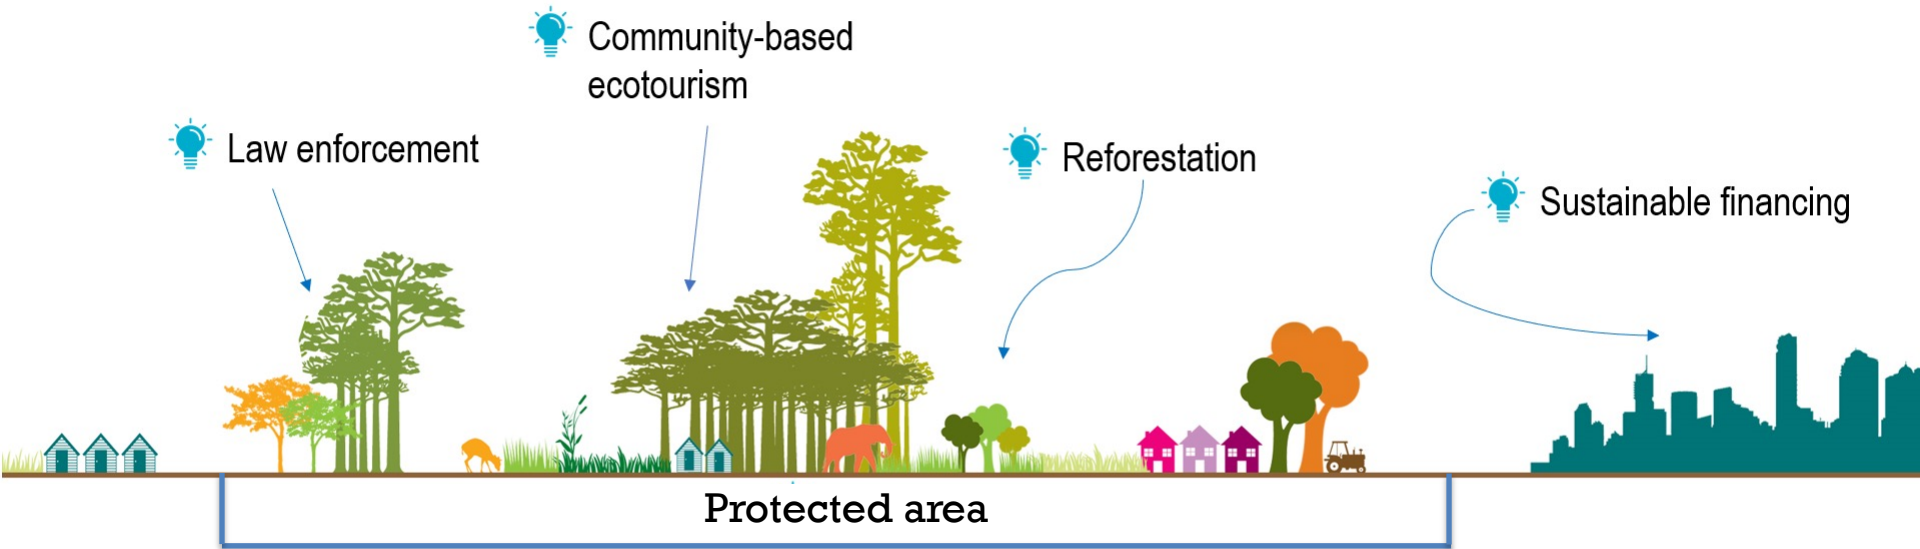 Community-based
ecotourism
Law enforcement
Reforestation
Sustainable financing
Protected area